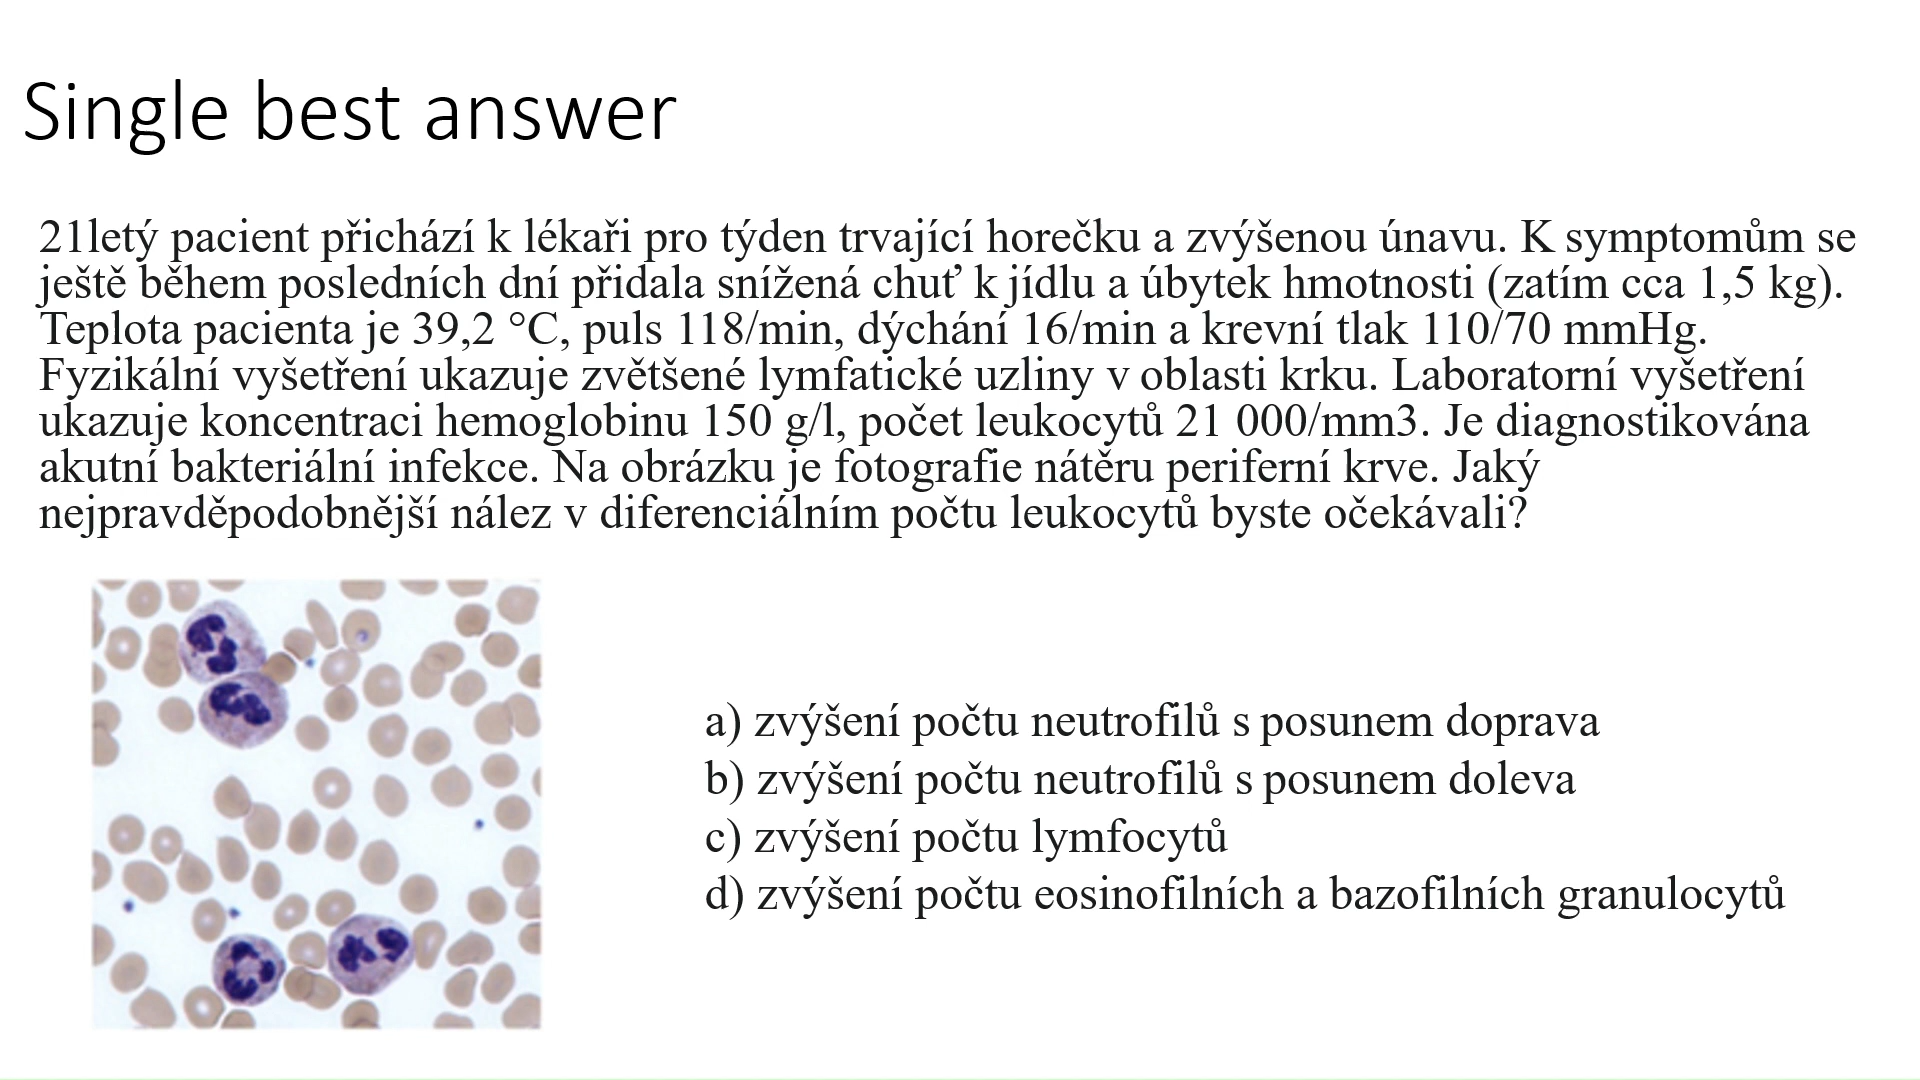 Single best answer
21letý pacient přichází k lékaři pro týden trvající horečku a zvýšenou únavu. K symptomům se
ještě během posledních dní přidala snížená chuť k jídlu a úbytek hmotnosti (zatím cca 1,5 kg).
Teplota pacienta je 39,2 °C, puls 118/min, dýchání 16/min a krevní tlak 110/70 mmHg.
Fyzikální vyšetření ukazuje zvětšené lymfatické uzliny v oblasti krku. Laboratorní vyšetření
ukazuje koncentraci hemoglobinu 150 g/l, počet leukocytů 21 000/mm3. Je diagnostikována
akutní bakteriální infekce. Na obrázku je fotografie nátěru periferní krve. Jaký
nejpravděpodobnější nález v diferenciálním počtu leukocytů byste očekávali?
a) zvýšení počtu neutrofilů s posunem doprava
b) zvýšení počtu neutrofilů s posunem doleva
c) zvýšení počtu lymfocytů
d) zvýšení počtu eosinofilních a bazofilních granulocytů